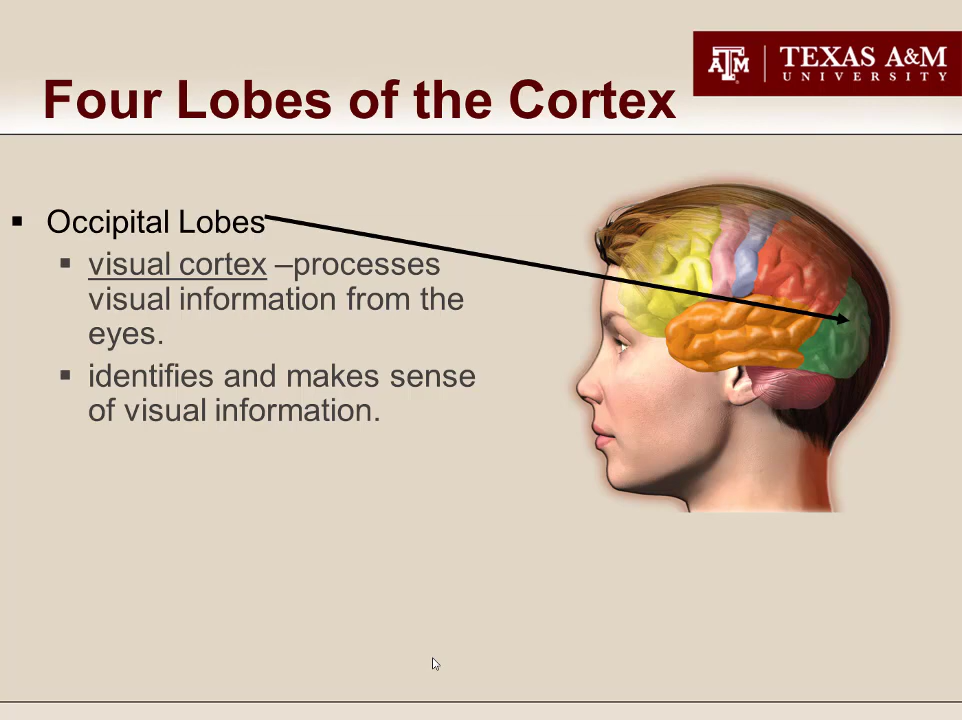 TEXAS A&M
UNIVERSITY
Four Lobes of the Cortex
▪ Occipital Lobes
▪ visual cortex –processes
visual information from the
eyes.
▪ identifies and makes sense
of visual information.